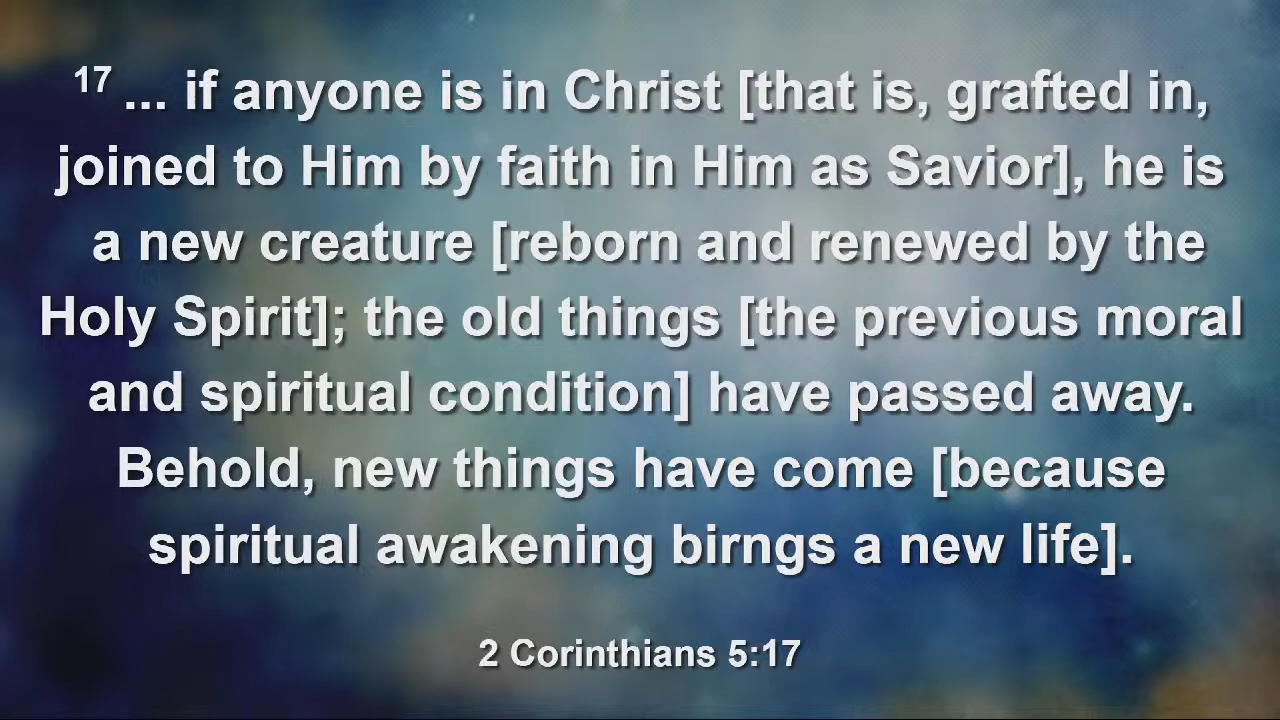 17 ... if anyone is in Christ [that is, grafted in,
joined to Him by faith in Him as Savior], he is
a new creature [reborn and renewed by the
Holy Spirit]; the old things [the previous moral
and spiritual condition] have passed away.
Behold, new things have come [because
spiritual awakening birngs a new life].
2 Corinthians 5:17